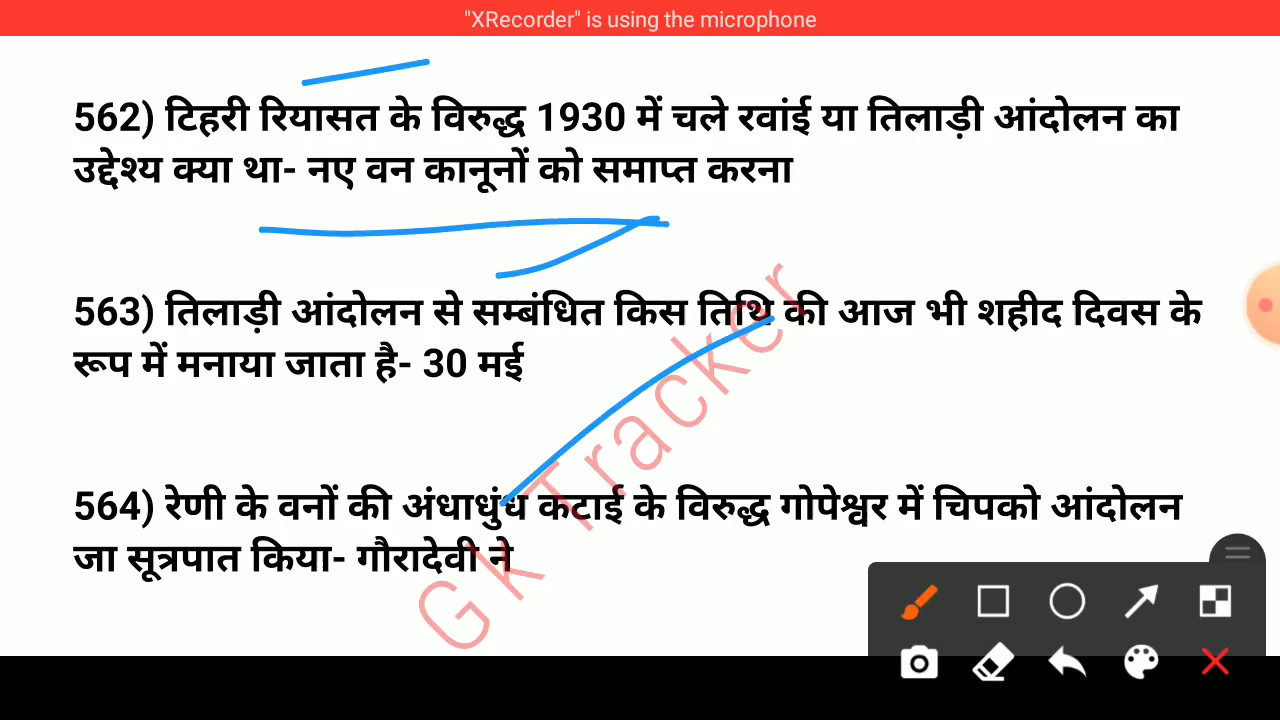 "XRecorder" is using the microphone
562) टिहरी रियासत के विरुद्ध 1930 में चले रवांई या तिलाड़ी आंदोलन का
उद्देश्य क्या था- नए वन कानूनों को समाप्त करना
563) तिलाड़ी आंदोलन से सम्बंधित किस तिथि की आज भी शहीद दिवस के
रूप में मनाया जाता है- 30 मई
564) रेणी के वनों की अंधाधुंध कटाई के विरुद्ध गोपेश्वर में चिपको आंदोलन
जा सूत्रपात किया- गौरादेवी ने
Gk Tracker